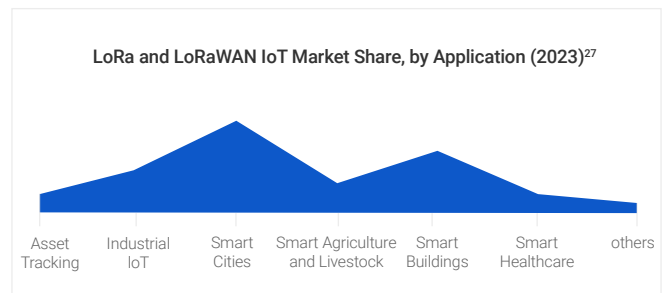 LoRa and LoRaWAN IoT Market Share, by Application (2023)27
Asset
Tracking
Industrial
IoT
Smart
Cities
Smart Agriculture
and Livestock
Smart
Buildings
Smart
Healthcare
others